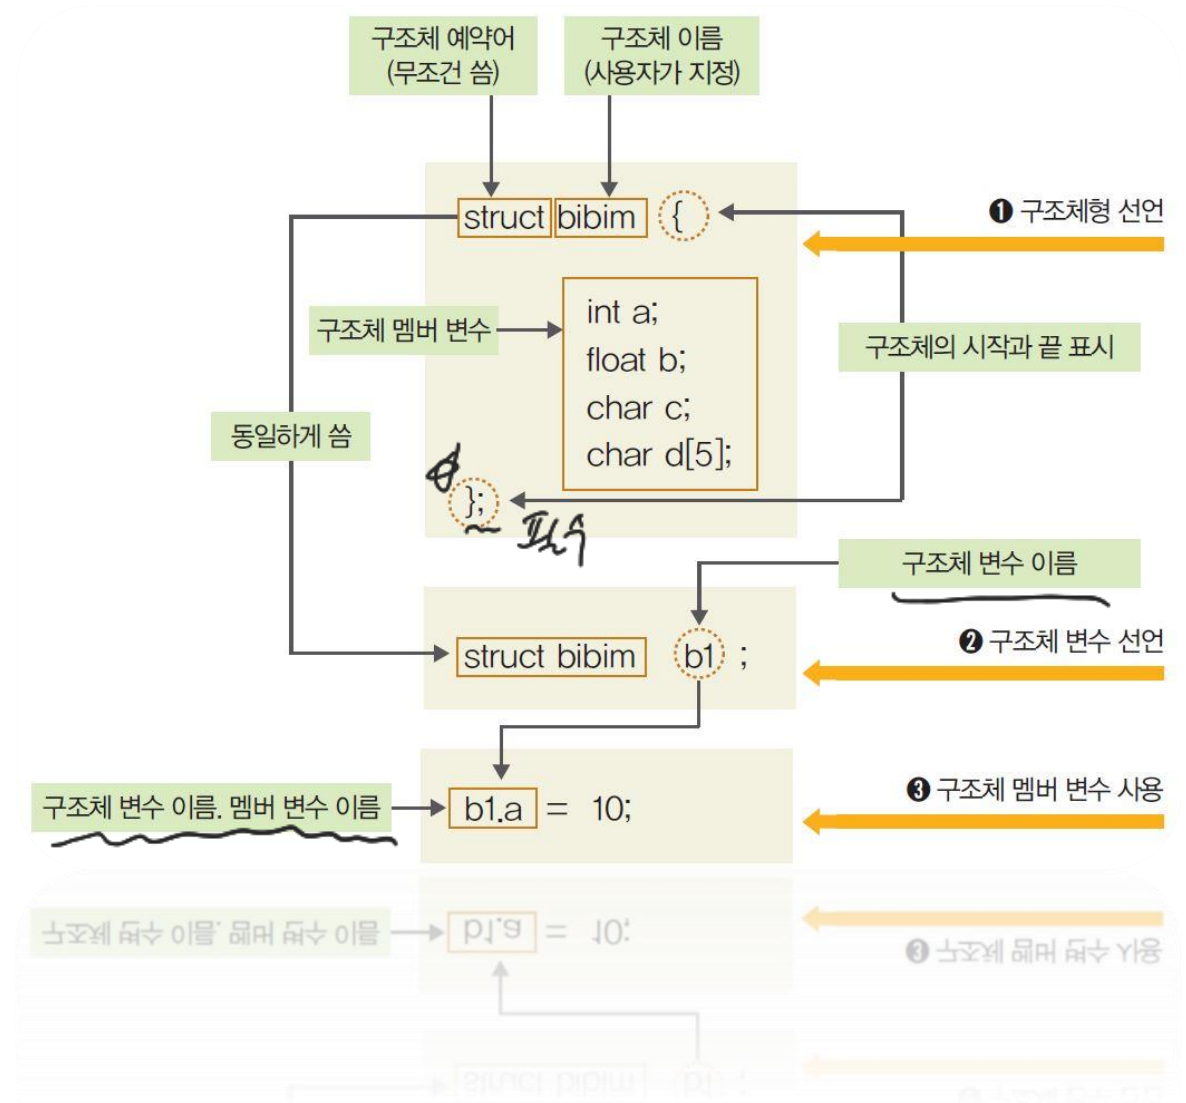 구조체 예약어
(무조건 씀)
구조체 이름
(사용자가 지정)
struct bibim {
❶ 구조체형 선언
구조체 멤버 변수
int a;
float b;
char c;
char d[5];
구조체의 시작과 끝 표시
동일하게 씀
};
필수
구조체 변수 이름
struct bibim b1 ;
❷ 구조체 변수 선언
구조체 변수 이름. 멤버 변수 이름
b1.a = 10;
❸ 구조체 멤버 변수 사용